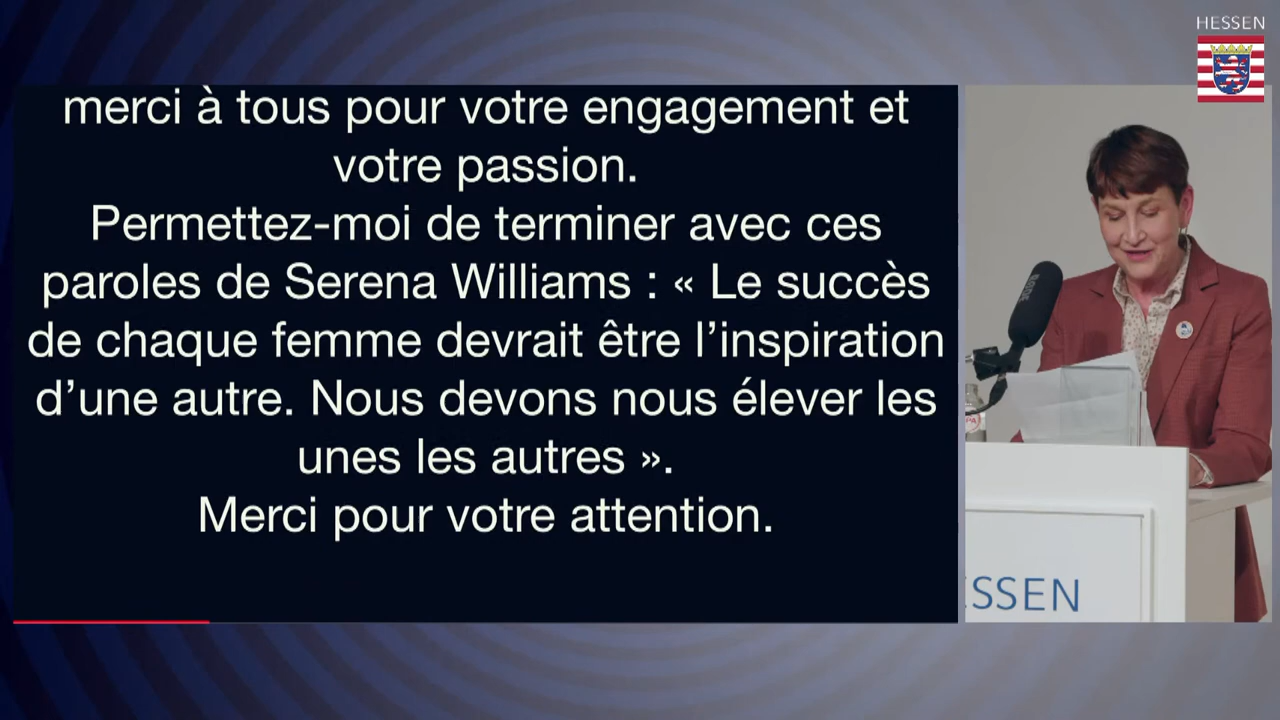 HESSEN
merci à tous pour votre engagement et
votre passion.
Permettez-moi de terminer avec ces
paroles de Serena Williams : « Le succès
de chaque femme devrait être l’inspiration
d’une autre. Nous devons nous élever les
unes les autres ».
Merci pour votre attention.
ESSEN